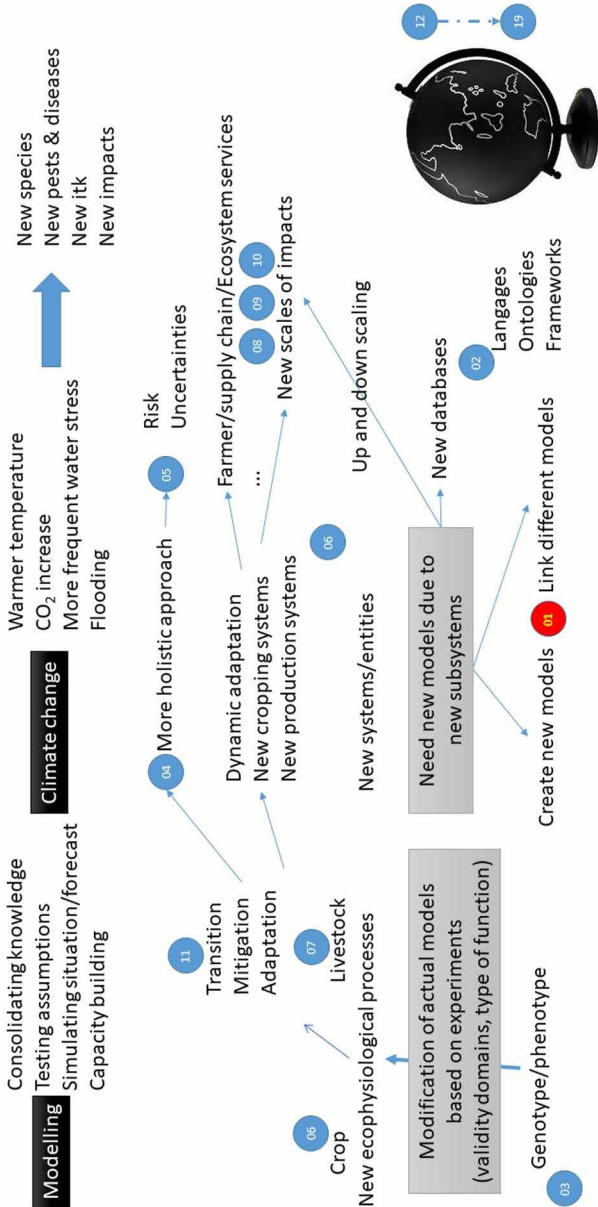 Modelling
Consolidating knowledge
Testing assumptions
Simulating situation/forecast
Capacity building
Climate change
Warmer temperature
CO2 increase
More frequent water stress
Flooding
New species
New pests & diseases
New itk
New impacts
11
Transition
Mitigation
Adaptation
04
More holistic approach
05
Risk
Uncertainties
Dynamic adaptation
New cropping systems
New production systems
Farmer/supply chain/Ecosystem services
...
08
09
10
New scales of impacts
06
Crop
07
Livestock
New ecophysiological processes
06
New systems/entities
Up and down scaling
Modification of actual models
based on experiments
(validity domains, type of function)
Need new models due to
new subsystems
New databases
02
Langages
Ontologies
Frameworks
03
Genotype/phenotype
Create new models
01
Link different models
12
19